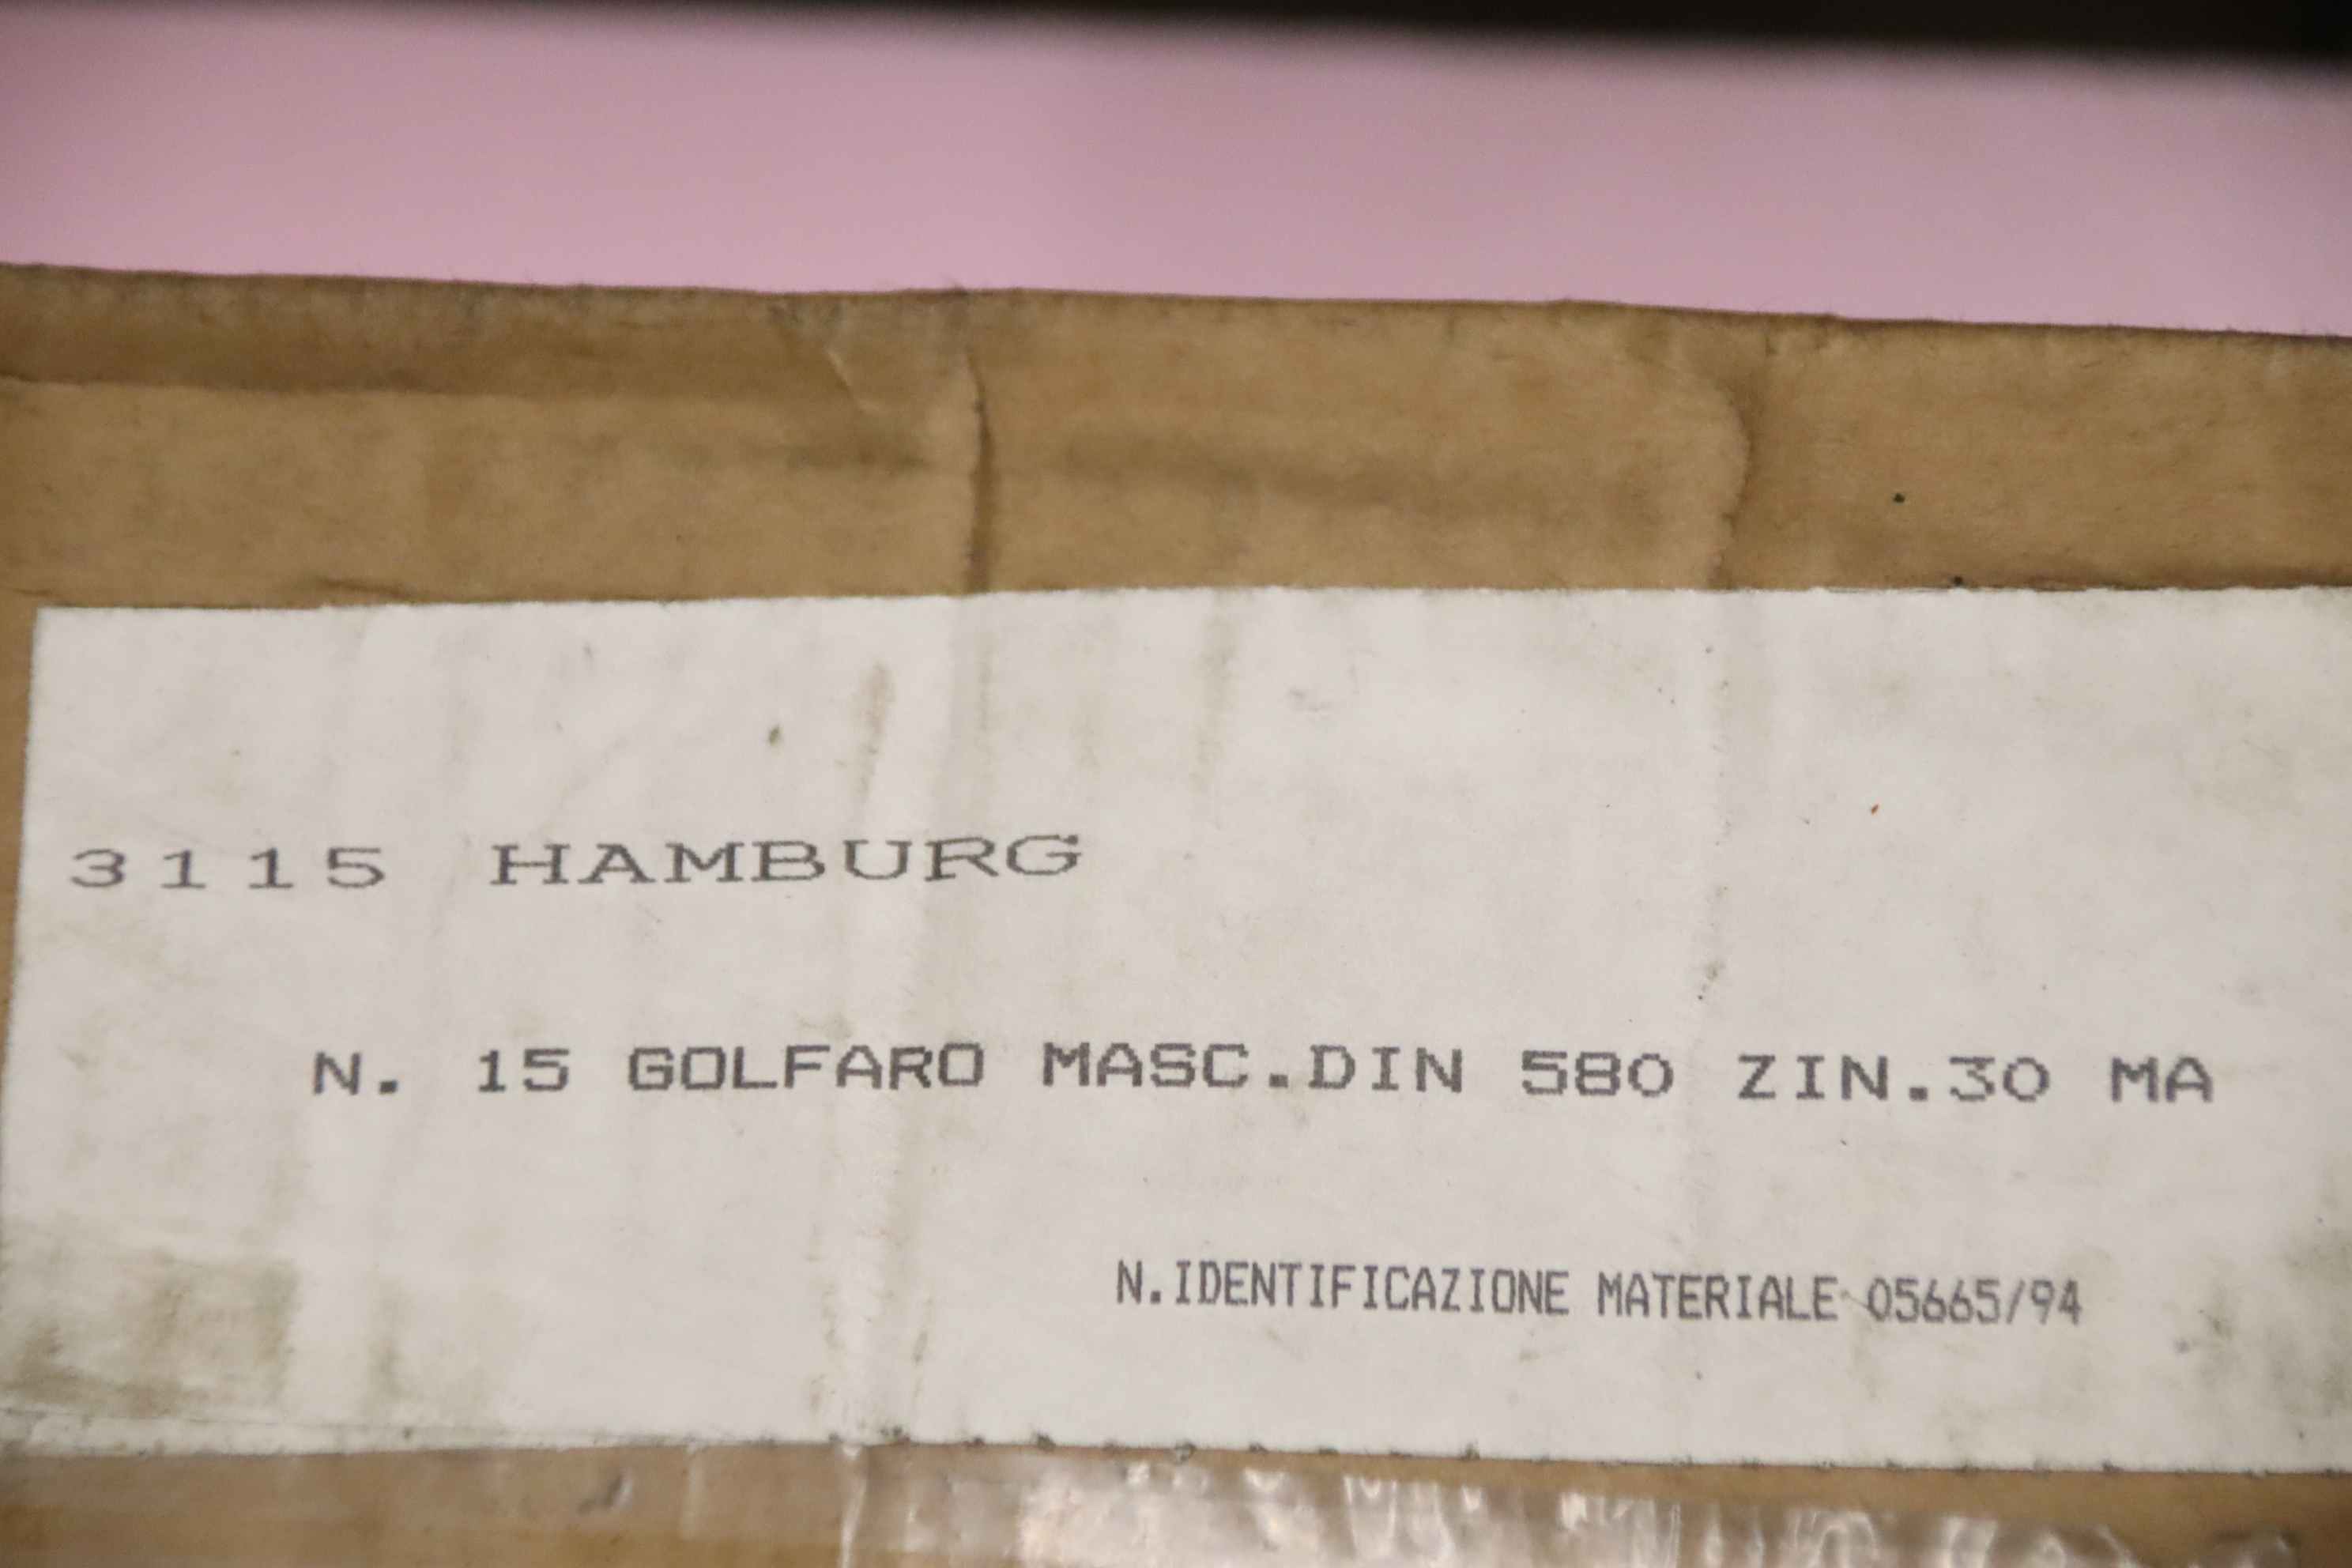 3115 HAMBURG
N. 15 GOLFARO MASC.DIN 580 ZIN.30 MA
N.IDENTIFICAZIONE MATERIALE 05665/94